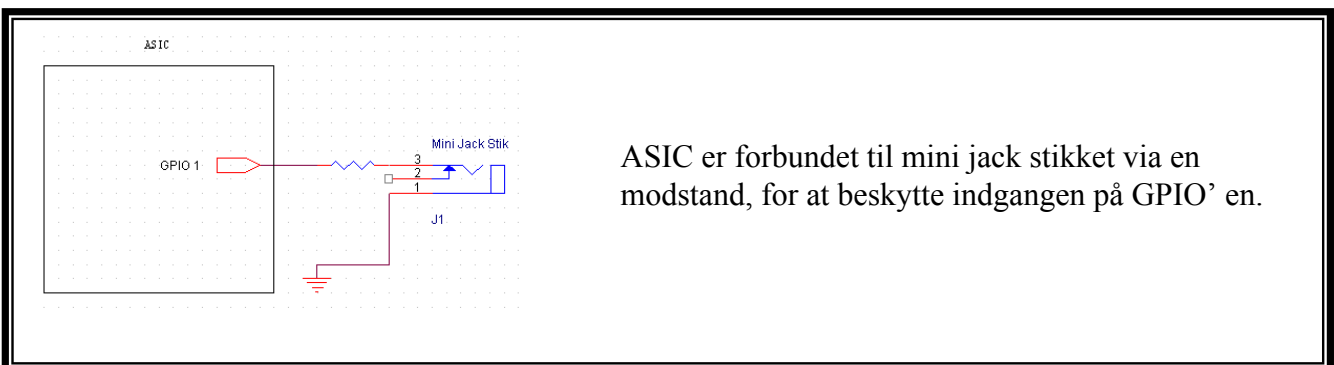 ASIC
GPIO 1
Mini Jack Stik
3
2
1
J1
ASIC er forbundet til mini jack stikket via en
modstand, for at beskytte indgangen på GPIO’ en.